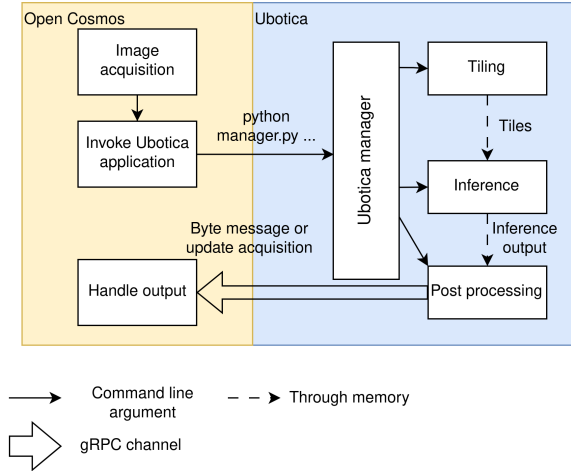 Open Cosmos
Ubotica
Image
acquisition
Invoke Ubotica
application
python
manager.py ...
Ubotica manager
Tiling
Tiles
Inference
Inference
output
Byte message or
update acquisition
Handle output
Post processing
Command line
argument
Through memory
gRPC channel